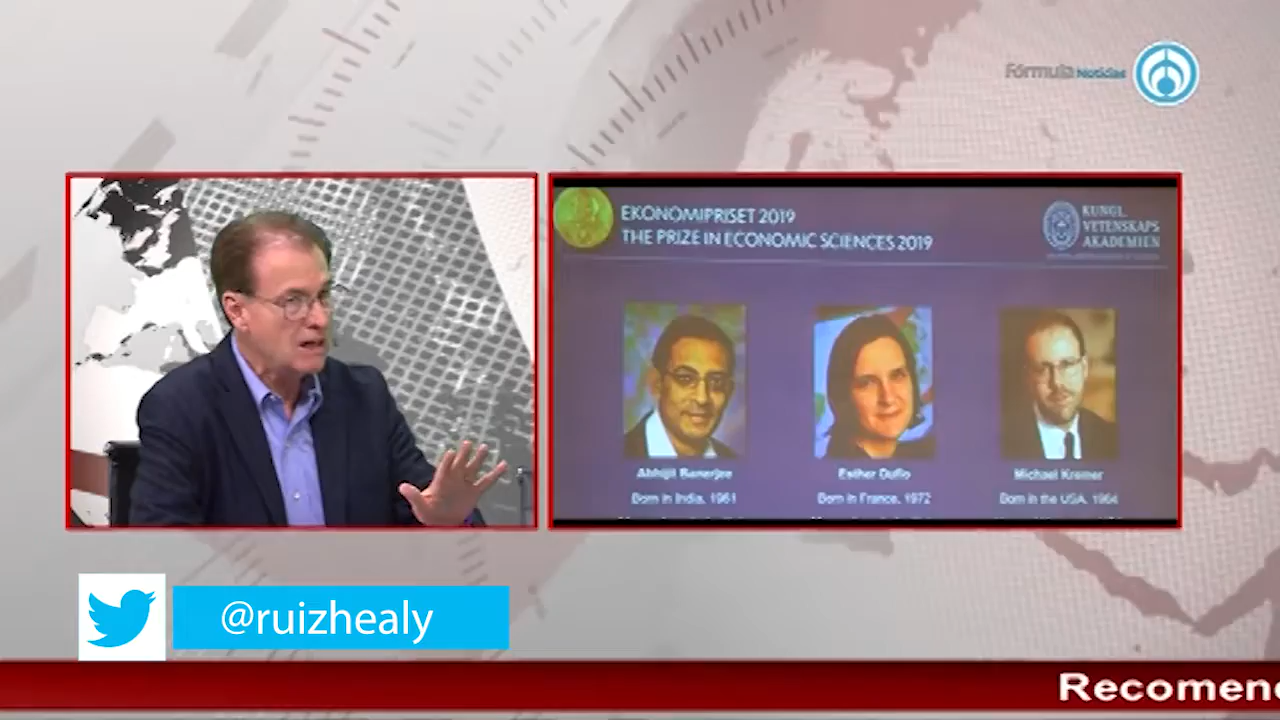 Fórmula Noticias
EKONOMIPRISET 2019
THE PRIZE IN ECONOMIC SCIENCES 2019
KUNGL.
VETENSKAPS
AKADEMIEN
Abhijit Banerjee
Esther Duflo
Michael Kremer
Born in India, 1961
Born in France, 1972
Born in the USA, 1964
@ruizhealy
Recomen